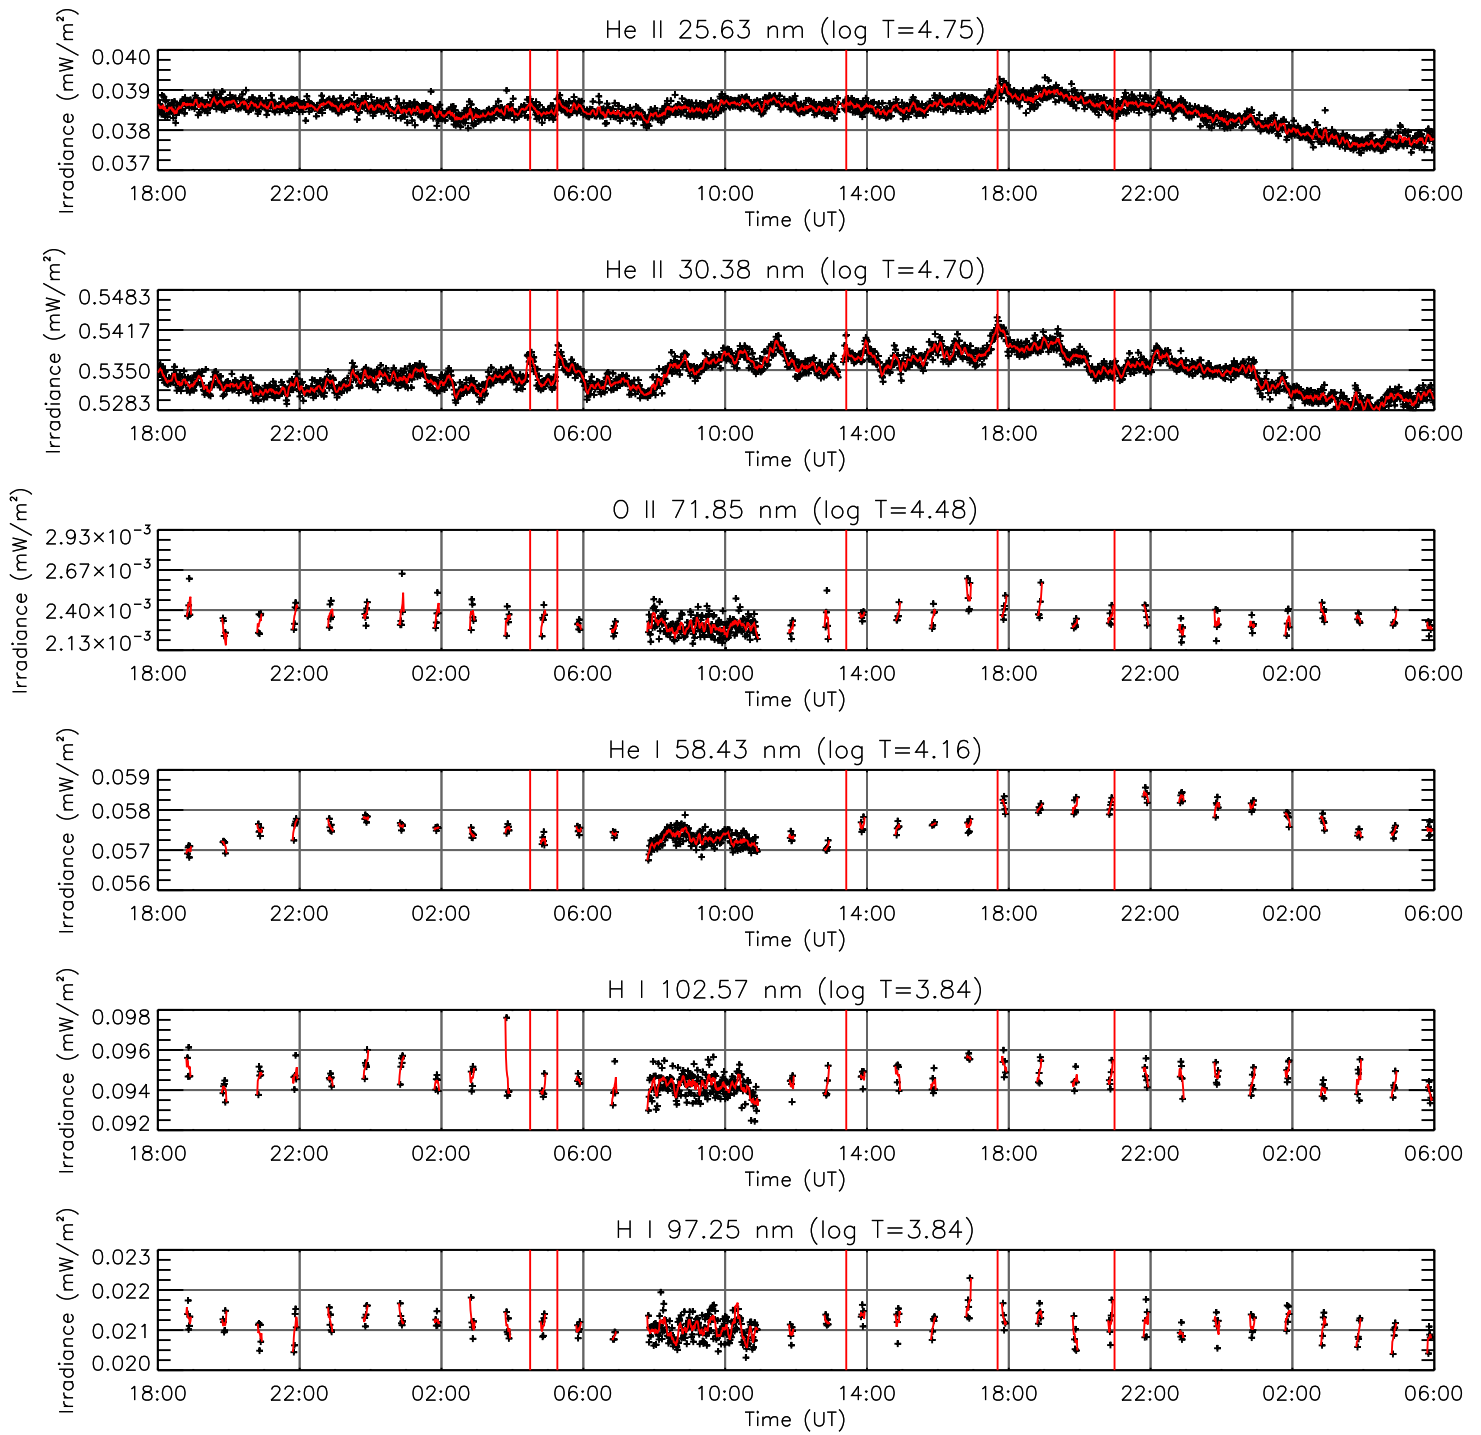 He II 25.63 nm (log T=4.75)
Irradiance (mW/m²)
0.040
0.039
0.038
0.037
18:00 22:00 02:00 06:00 10:00 14:00 18:00 22:00 02:00 06:00
Time (UT)
He II 30.38 nm (log T=4.70)
Irradiance (mW/m²)
0.5483
0.5417
0.5350
0.5283
18:00 22:00 02:00 06:00 10:00 14:00 18:00 22:00 02:00 06:00
Time (UT)
O II 71.85 nm (log T=4.48)
Irradiance (mW/m²)
2.93×10⁻³
2.67×10⁻³
2.40×10⁻³
2.13×10⁻³
18:00 22:00 02:00 06:00 10:00 14:00 18:00 22:00 02:00 06:00
Time (UT)
He I 58.43 nm (log T=4.16)
Irradiance (mW/m²)
0.059
0.058
0.057
0.056
18:00 22:00 02:00 06:00 10:00 14:00 18:00 22:00 02:00 06:00
Time (UT)
H I 102.57 nm (log T=3.84)
Irradiance (mW/m²)
0.098
0.096
0.094
0.092
18:00 22:00 02:00 06:00 10:00 14:00 18:00 22:00 02:00 06:00
Time (UT)
H I 97.25 nm (log T=3.84)
Irradiance (mW/m²)
0.023
0.022
0.021
0.020
18:00 22:00 02:00 06:00 10:00 14:00 18:00 22:00 02:00 06:00
Time (UT)